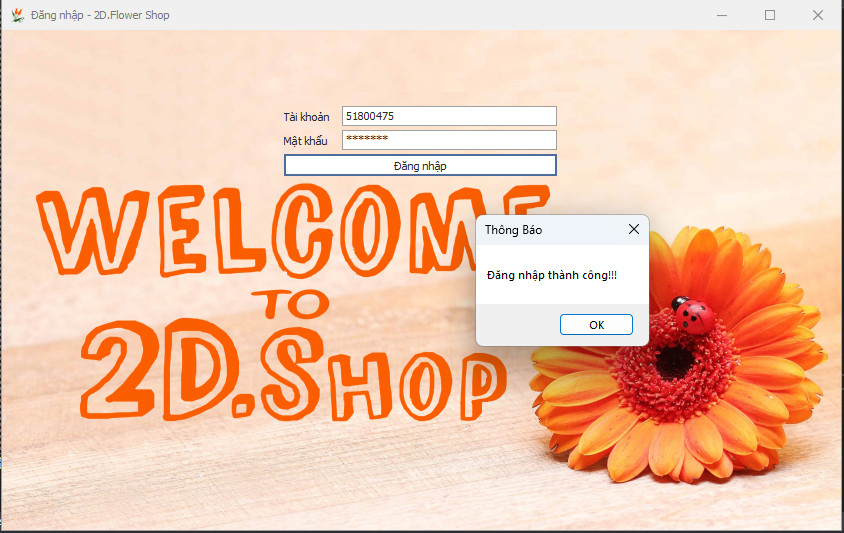 Đăng nhập - 2D.Flower Shop
Tài khoản 51800475
Mật khẩu *******
Đăng nhập
WELCOME
Thông Báo
Đăng nhập thành công!!!
OK
TO
2D.SHOP